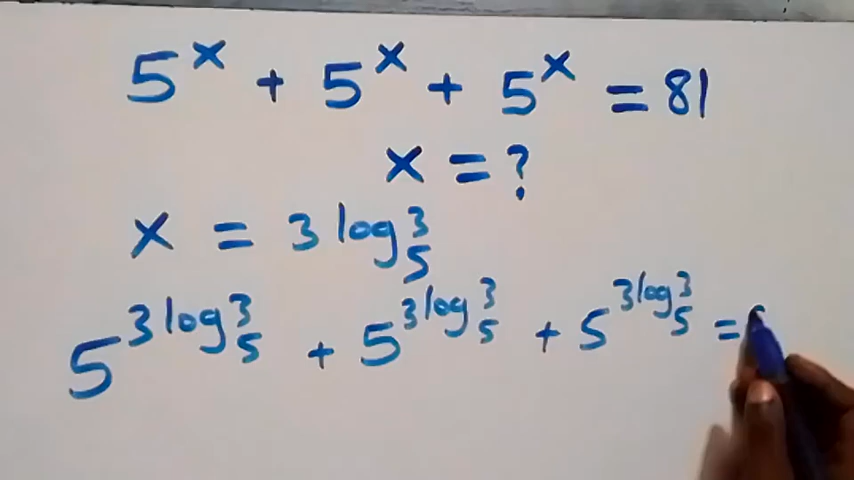 5^x + 5^x + 5^x = 81
x = ?
x = 3 log_5^3
5^{3 log_5^3} + 5^{3 log_5^3} + 5^{3 log_5^3} =